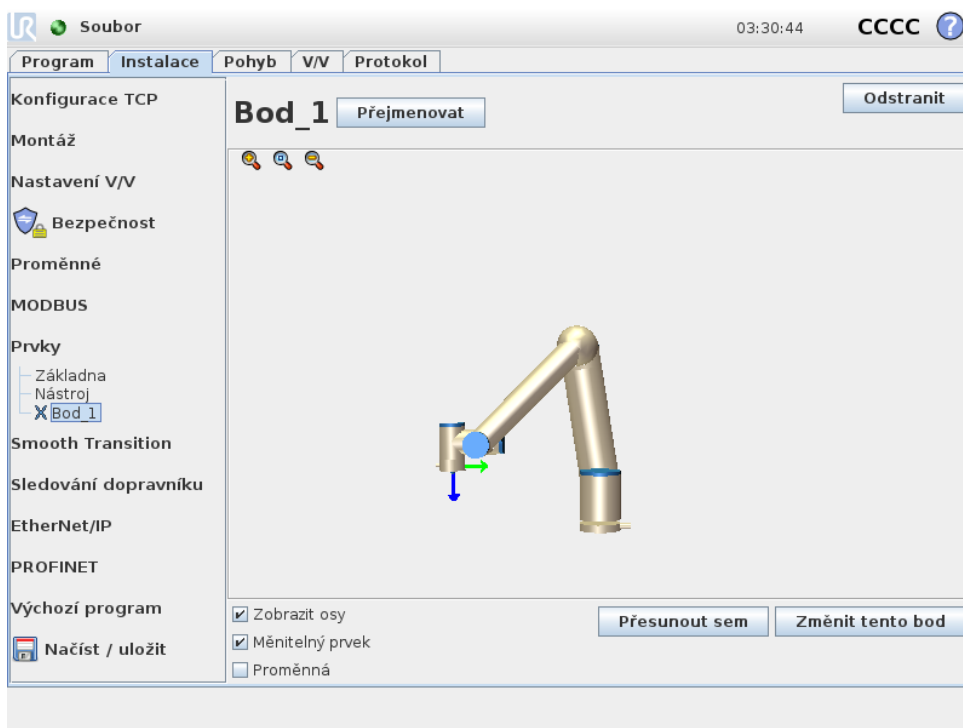 UR Soubor 03:30:44 CCCC ?
Program Instalace Pohyb V/V Protokol
Konfigurace TCP
Montáž
Nastavení V/V
Bezpečnost
Proměnné
MODBUS
Prvky
Základna
Nástroj
Bod_1
Smooth Transition
Sledování dopravníku
EtherNet/IP
PROFINET
Výchozí program
Načíst / uložit
Bod_1 Přejmenovat Odstranit
Zobrazit osy
Měnitelný prvek
Proměnná
Přesunout sem Změnit tento bod